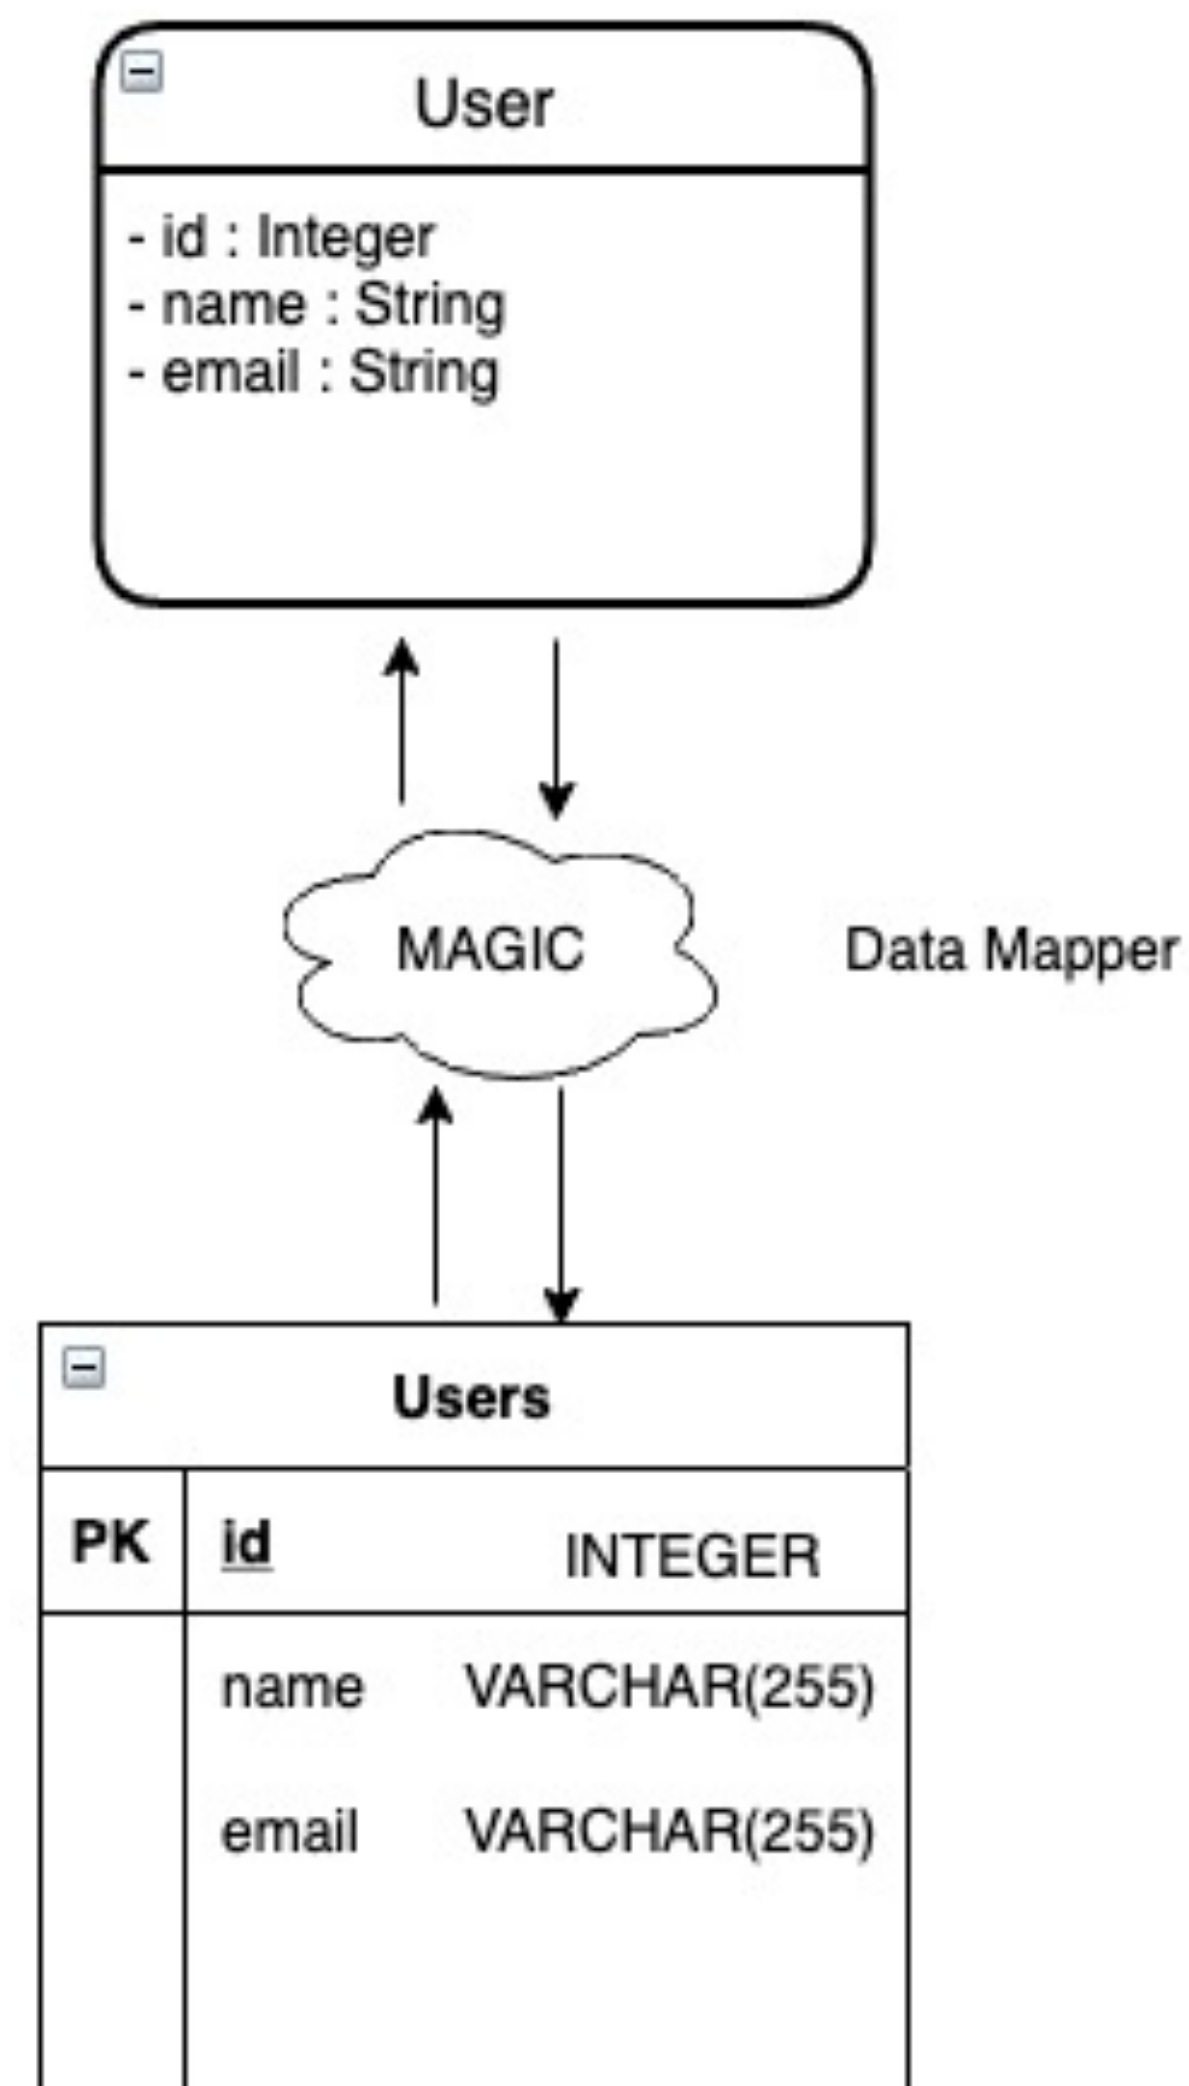 User
- id : Integer
- name : String
- email : String
MAGIC
Data Mapper
Users
PK id INTEGER
name VARCHAR(255)
email VARCHAR(255)